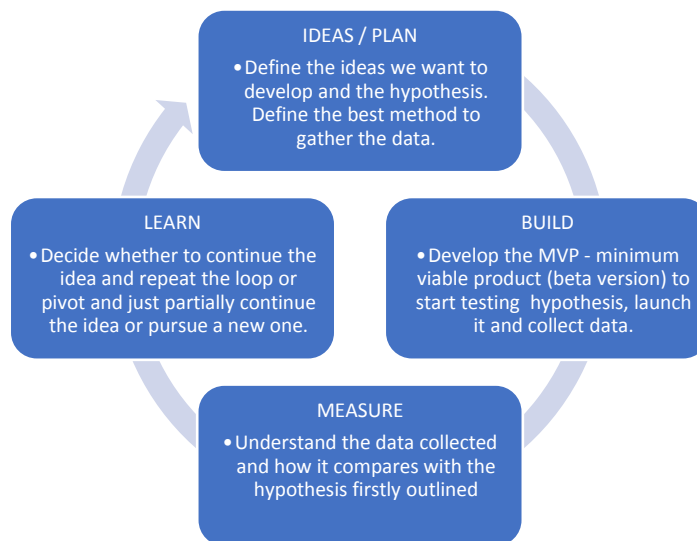 IDEAS / PLAN
•Define the ideas we want to
develop and the hypothesis.
Define the best method to
gather the data.
BUILD
•Develop the MVP - minimum
viable product (beta version) to
start testing  hypothesis, launch
it and collect data.
MEASURE
•Understand the data collected
and how it compares with the
hypothesis firstly outlined
LEARN
•Decide whether to continue the
idea and repeat the loop or
pivot and just partially continue
the idea or pursue a new one.